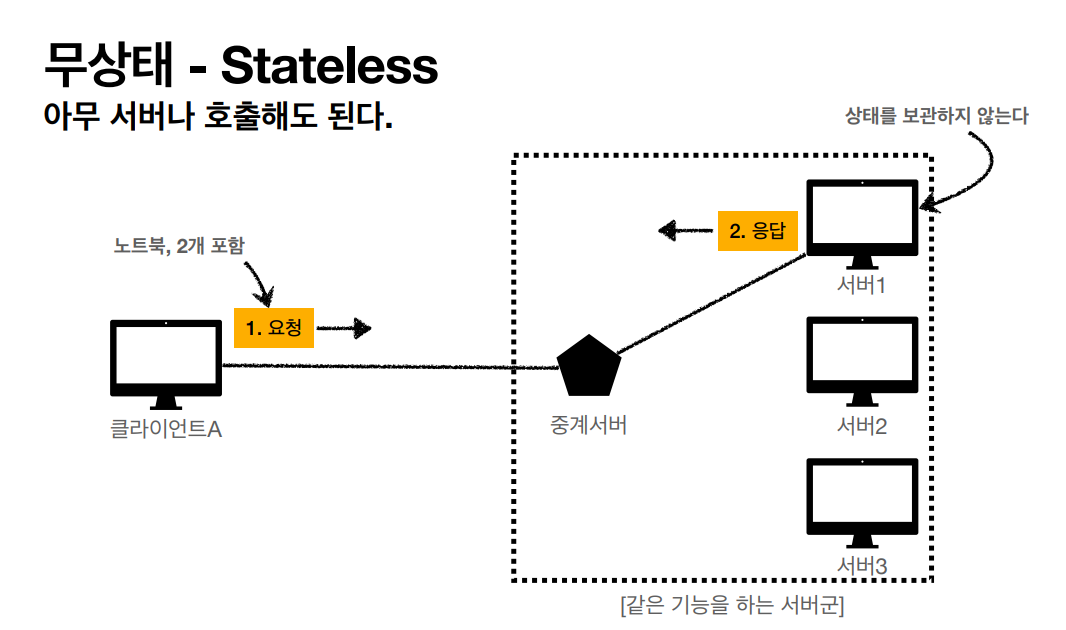 무상태 - Stateless
아무 서버나 호출해도 된다.
상태를 보관하지 않는다
노트북, 2개 포함
1. 요청
2. 응답
클라이언트A
중계서버
서버1
서버2
서버3
[같은 기능을 하는 서버군]